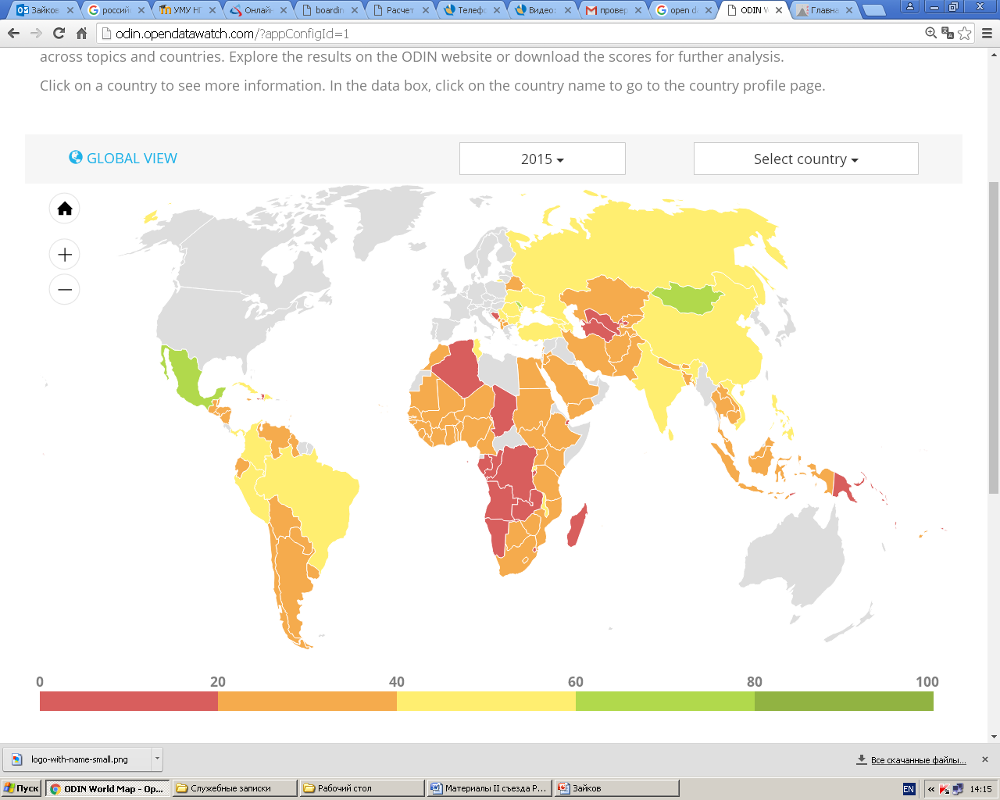 Зайков
российс
УМУ НГ
Онлайн
boardin
Расчет
Телефо
Видео:
провер
open da
ODIN W
Главна
odin.opendatawatch.com/?appConfigId=1
across topics and countries. Explore the results on the ODIN website or download the scores for further analysis.
Click on a country to see more information. In the data box, click on the country name to go to the country profile page.
GLOBAL VIEW
2015
Select country
0 20 40 60 80 100
logo-with-name-small.png
Все скачанные файлы...
Пуск
ODIN World Map - Op...
Служебные записки
Рабочий стол
Материалы II съезда Р...
Зайков
EN
«
14:15